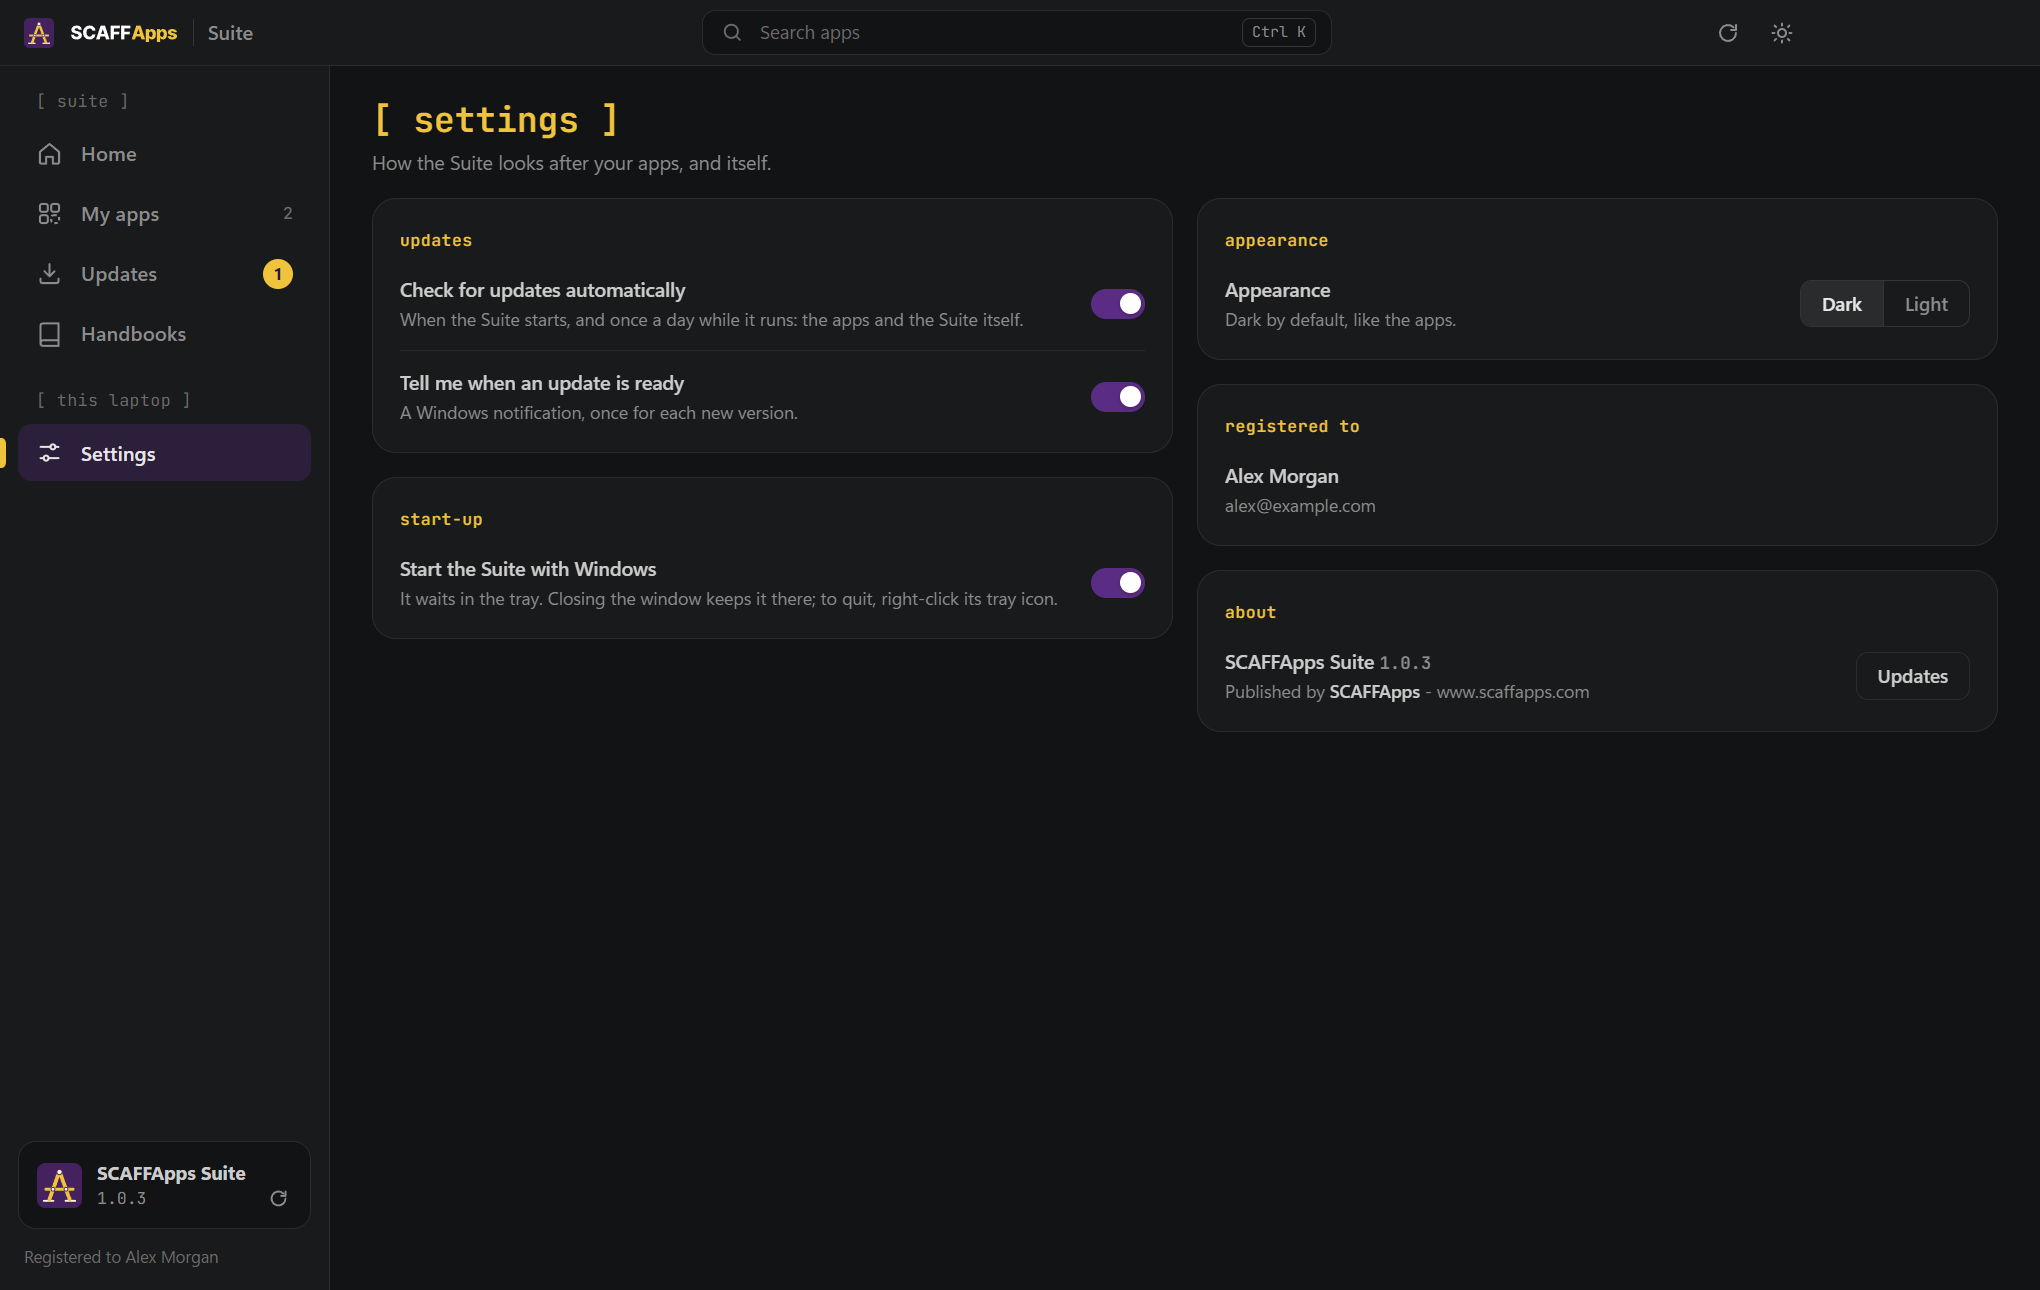 SCAFFApps Suite
Search apps Ctrl K
[ suite ]
Home
My apps 2
Updates 1
Handbooks
[ this laptop ]
Settings
SCAFFApps Suite
1.0.3
Registered to Alex Morgan
[ settings ]
How the Suite looks after your apps, and itself.
updates
Check for updates automatically
When the Suite starts, and once a day while it runs: the apps and the Suite itself.
Tell me when an update is ready
A Windows notification, once for each new version.
start-up
Start the Suite with Windows
It waits in the tray. Closing the window keeps it there; to quit, right-click its tray icon.
appearance
Appearance
Dark by default, like the apps.
Dark Light
registered to
Alex Morgan
alex@example.com
about
SCAFFApps Suite 1.0.3
Published by SCAFFApps - www.scaffapps.com
Updates